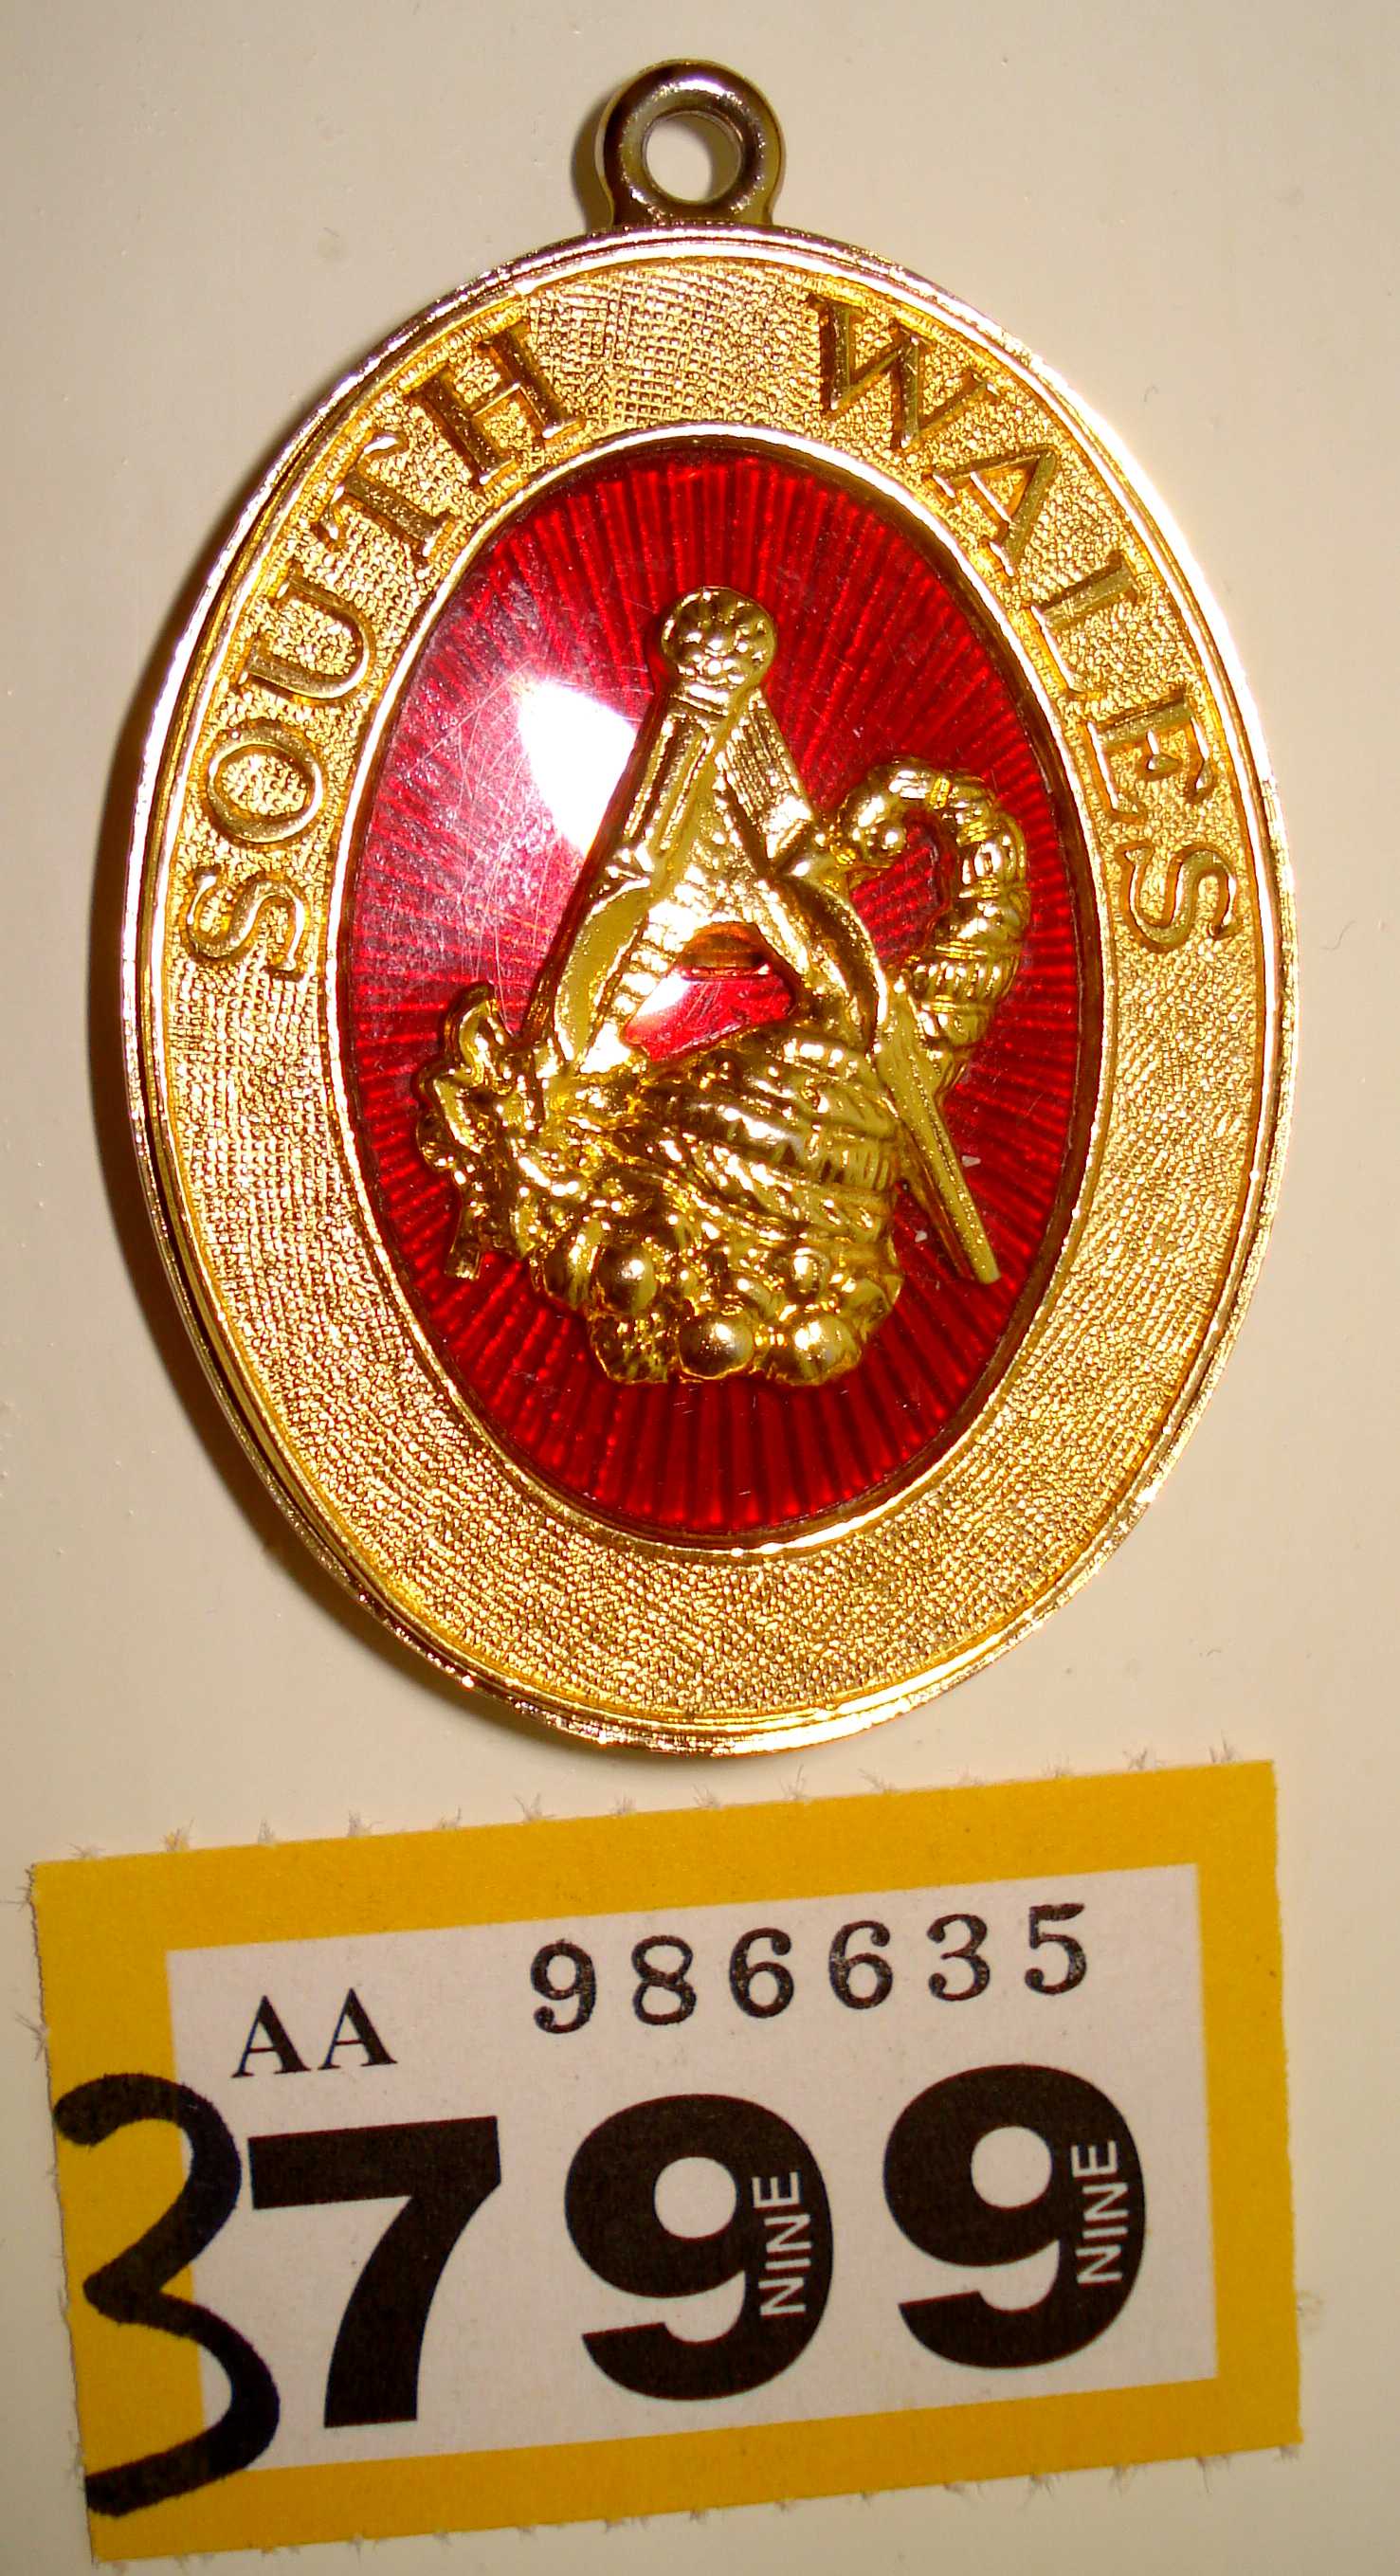 SOUTH WALES
AA 986635
3799
NINE NINE